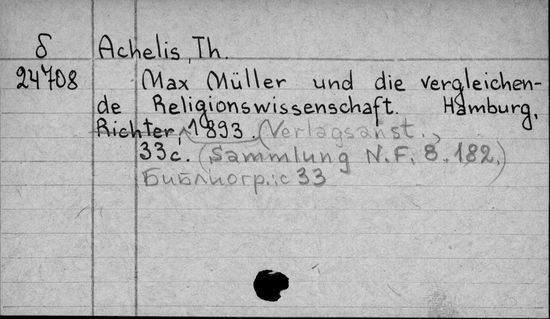 δ Achelis, Th.
24708 Max Müller und die vergleichen-
de Religionswissenschaft. Hamburg,
Richter, 1893. (Verlagsanst.,
33 с. (Sammlung N.F. 8. 182.)
Библиогр.: с 33